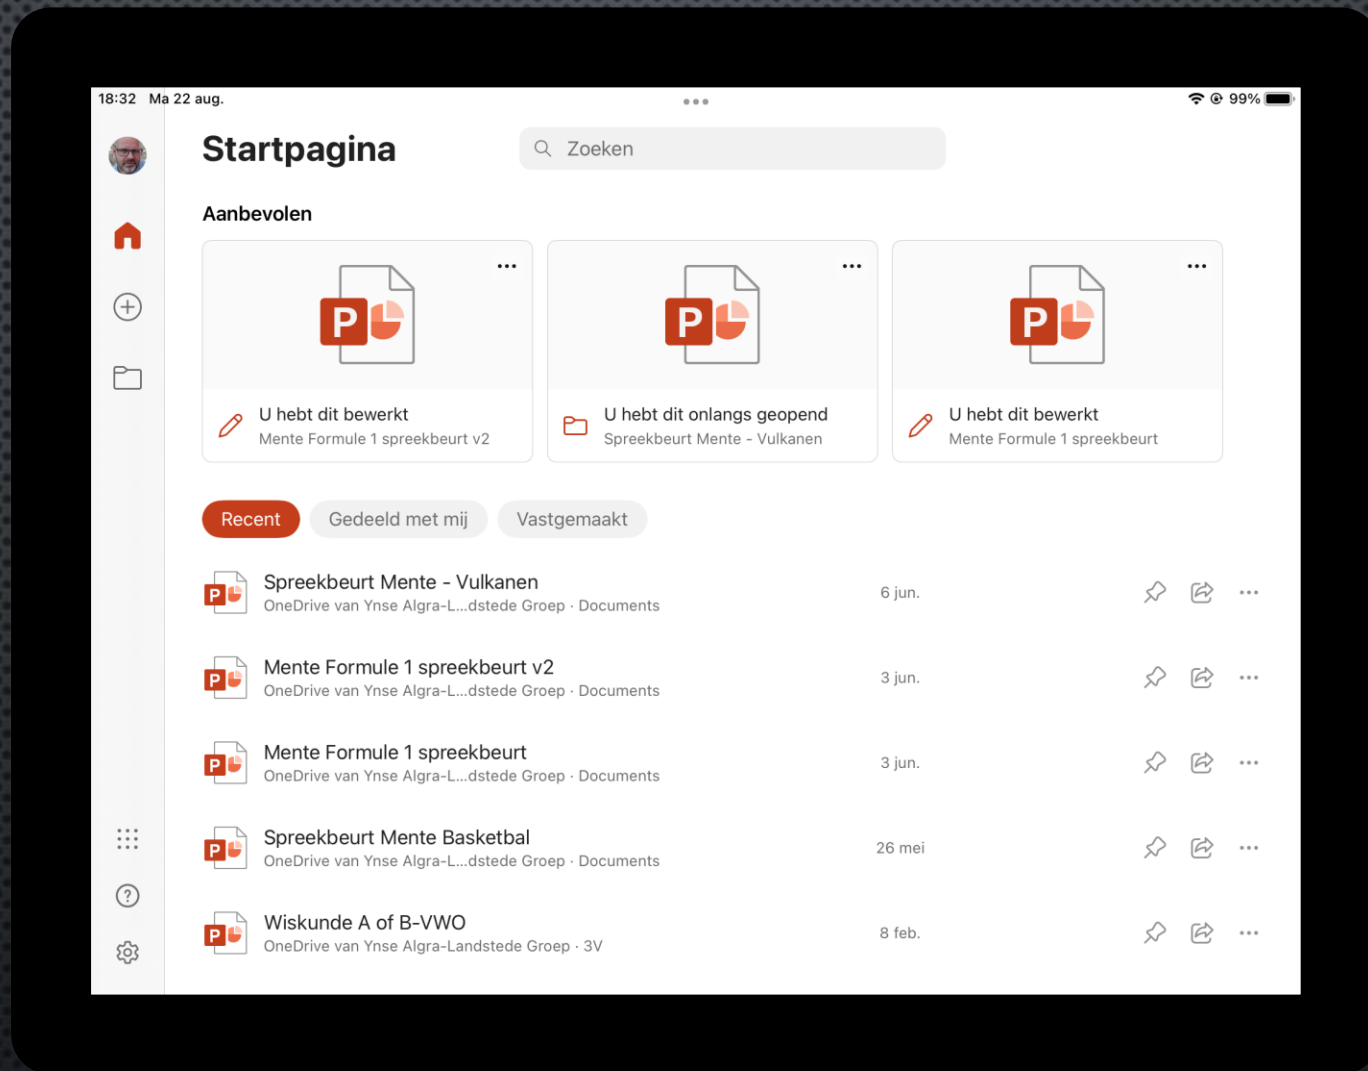 18:32 Ma 22 aug.
99%
Startpagina
Zoeken
Aanbevolen
P
P
P
U hebt dit bewerkt
Mente Formule 1 spreekbeurt v2
U hebt dit onlangs geopend
Spreekbeurt Mente - Vulkanen
U hebt dit bewerkt
Mente Formule 1 spreekbeurt
Recent
Gedeeld met mij
Vastgemaakt
P
Spreekbeurt Mente - Vulkanen
OneDrive van Ynse Algra-L...dstede Groep · Documents
6 jun.
P
Mente Formule 1 spreekbeurt v2
OneDrive van Ynse Algra-L...dstede Groep · Documents
3 jun.
P
Mente Formule 1 spreekbeurt
OneDrive van Ynse Algra-L...dstede Groep · Documents
3 jun.
P
Spreekbeurt Mente Basketbal
OneDrive van Ynse Algra-L...dstede Groep · Documents
26 mei
P
Wiskunde A of B-VWO
OneDrive van Ynse Algra-Landstede Groep · 3V
8 feb.
?